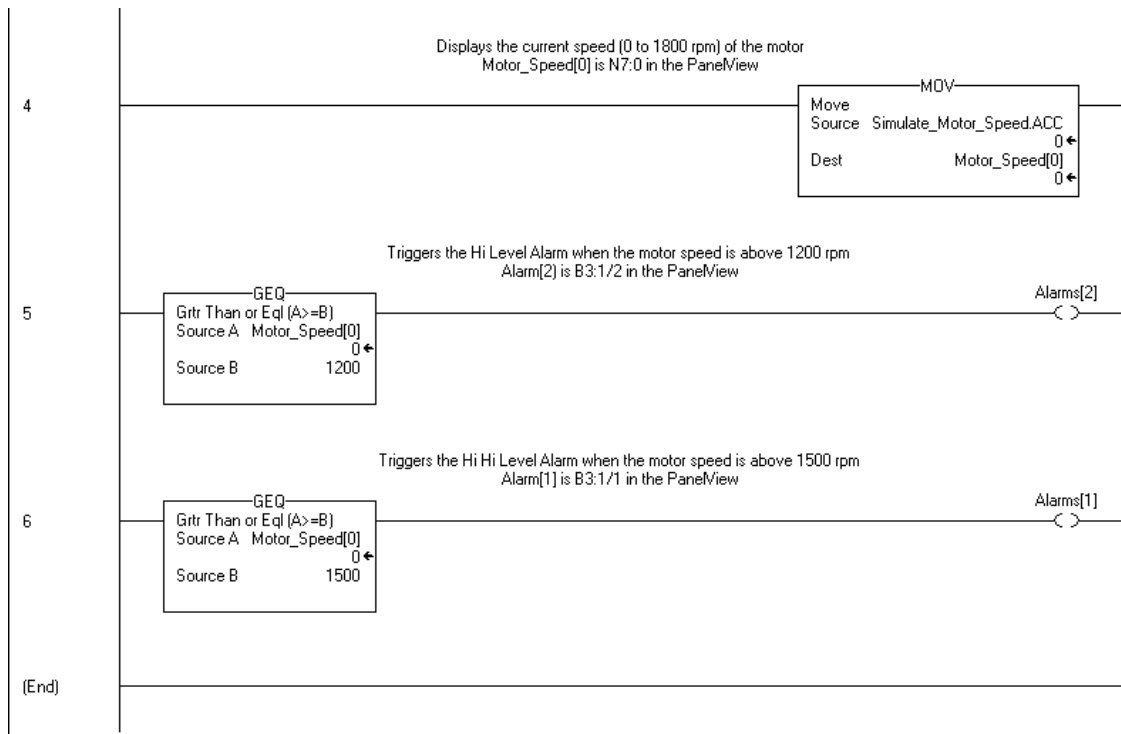 Displays the current speed (0 to 1800 rpm) of the motor
Motor_Speed[0] is N7:0 in the PanelView
4
MOV
Move
Source Simulate_Motor_Speed.ACC
0
Dest Motor_Speed[0]
0
Triggers the Hi Level Alarm when the motor speed is above 1200 rpm
Alarm[2) is B3:1/2 in the PanelView
5
GEQ
Grtr Than or Eql (A>=B)
Source A Motor_Speed[0]
0
Source B 1200
Alarms[2]
Triggers the Hi Hi Level Alarm when the motor speed is above 1500 rpm
Alarm[1] is B3:1/1 in the PanelView
6
GEQ
Grtr Than or Eql (A>=B)
Source A Motor_Speed[0]
0
Source B 1500
Alarms[1]
(End)